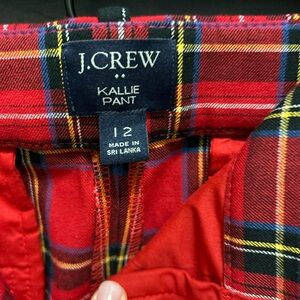 J.CREW
KALLIE
PANT
12
MADE IN
SRI LANKA